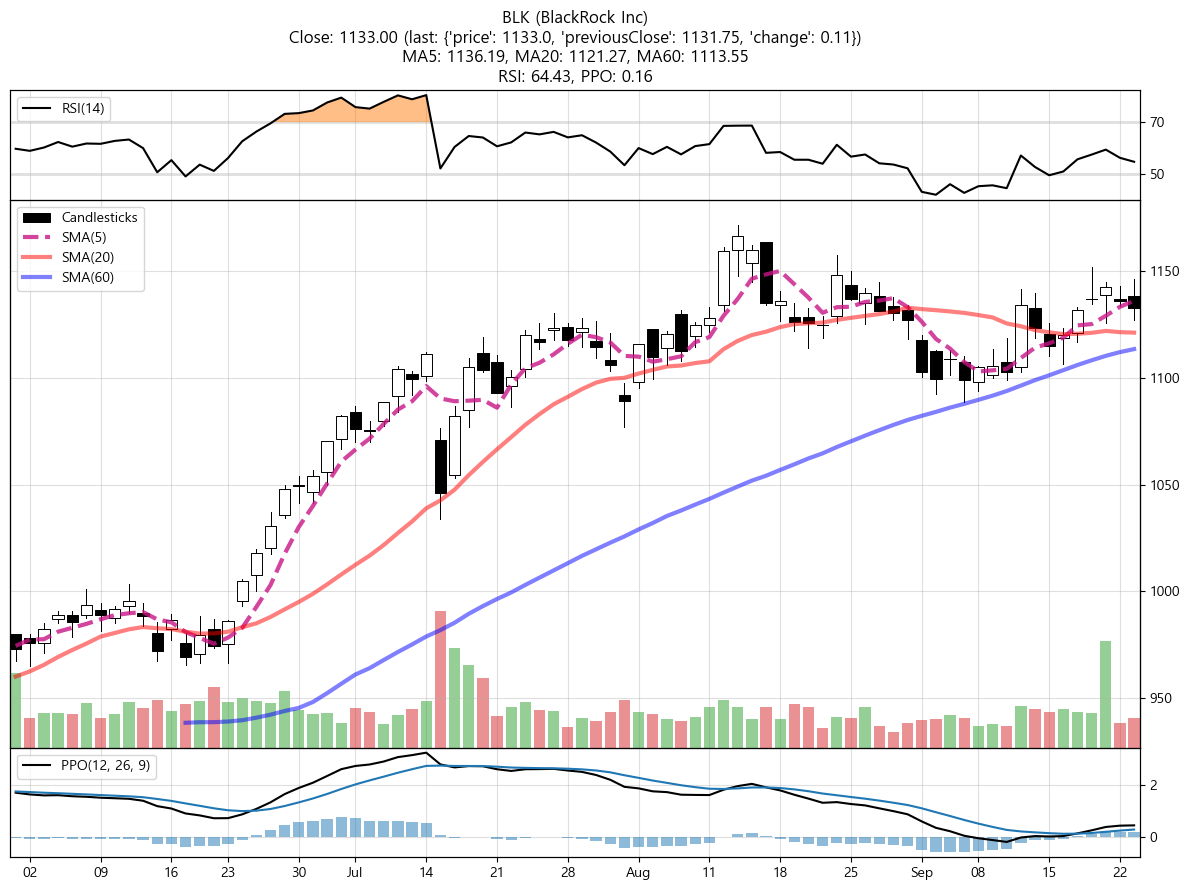 BLK (BlackRock Inc)
Close: 1133.00 (last: {'price': 1133.0, 'previousClose': 1131.75, 'change': 0.11})
MA5: 1136.19, MA20: 1121.27, MA60: 1113.55
RSI: 64.43, PPO: 0.16
RSI(14)
70
50
Candlesticks
SMA(5)
SMA(20)
SMA(60)
1150
1100
1050
1000
950
PPO(12, 26, 9)
2
0
02 09 16 23 30 Jul 14 21 28 Aug 11 18 25 Sep 08 15 22